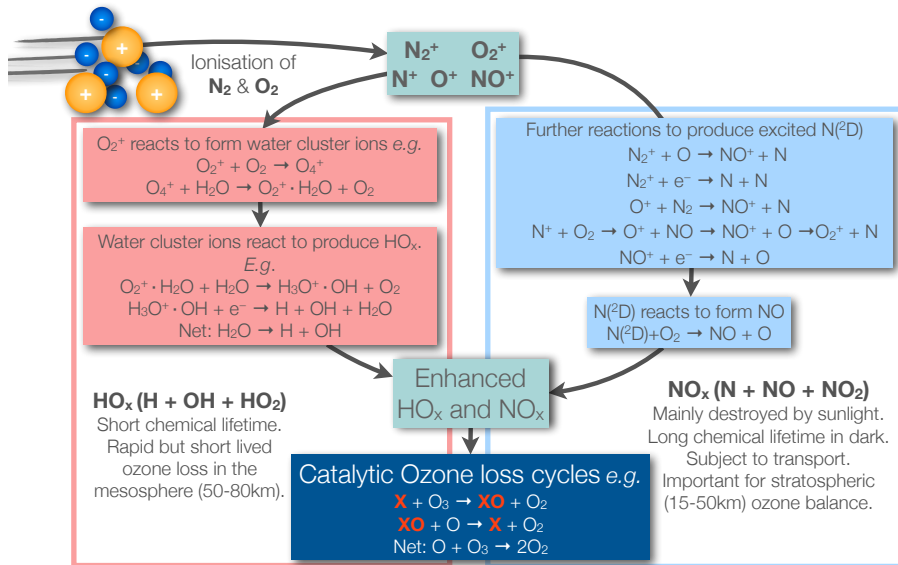 +
+
+
Ionisation of
N₂ & O₂
N₂⁺ O₂⁺
N⁺ O⁺ NO⁺
O₂⁺ reacts to form water cluster ions e.g.
O₂⁺ + O₂ → O₄⁺
O₄⁺ + H₂O → O₂⁺ · H₂O + O₂
Water cluster ions react to produce HOₓ.
E.g.
O₂⁺ · H₂O + H₂O → H₃O⁺ · OH + O₂
H₃O⁺ · OH + e⁻ → H + OH + H₂O
Net: H₂O → H + OH
Further reactions to produce excited N(²D)
N₂⁺ + O → NO⁺ + N
N₂⁺ + e⁻ → N + N
O⁺ + N₂ → NO⁺ + N
N⁺ + O₂ → O⁺ + NO → NO⁺ + O →O₂⁺ + N
NO⁺ + e⁻ → N + O
N(²D) reacts to form NO
N(²D)+O₂ → NO + O
Enhanced
HOₓ and NOₓ
HOₓ (H + OH + HO₂)
Short chemical lifetime.
Rapid but short lived
ozone loss in the
mesosphere (50-80km).
NOₓ (N + NO + NO₂)
Mainly destroyed by sunlight.
Long chemical lifetime in dark.
Subject to transport.
Important for stratospheric
(15-50km) ozone balance.
Catalytic Ozone loss cycles e.g.
X + O₃ → XO + O₂
XO + O → X + O₂
Net: O + O₃ → 2O₂